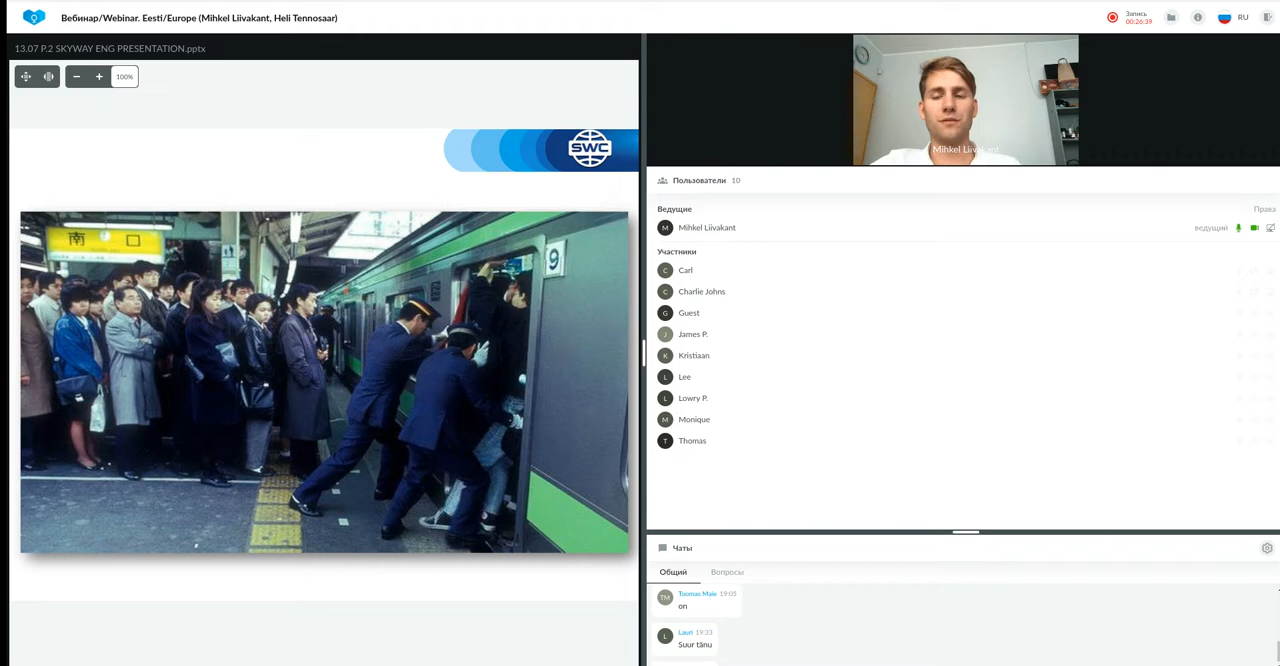 Вебинар/Webinar. Eesti/Europe (Mihkel Liivakant, Heli Tennosaar)
Запись
00:26:39
RU
13.07 P.2 SKYWAY ENG PRESENTATION.pptx
100%
SWC
南 口
9
Mihkel Liivakant
Пользователи 10
Ведущие
Права
M Mihkel Liivakant
ведущий
Участники
C Carl
C Charlie Johns
G Guest
J James P.
K Kristiaan
L Lee
L Lowry P.
M Monique
T Thomas
Чаты
Общий
Вопросы
TM Toomas Maie 19:05
on
L Lauri 19:33
Suur tänu